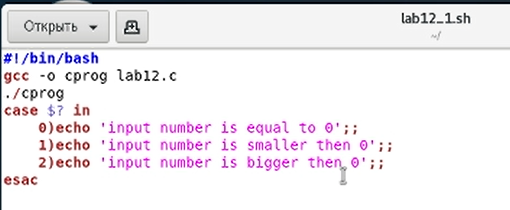 Открыть
lab12_1.sh
~/
#!/bin/bash
gcc -o cprog lab12.c
./cprog
case $? in
    0)echo 'input number is equal to 0';;
    1)echo 'input number is smaller then 0';;
    2)echo 'input number is bigger then 0';;
esac